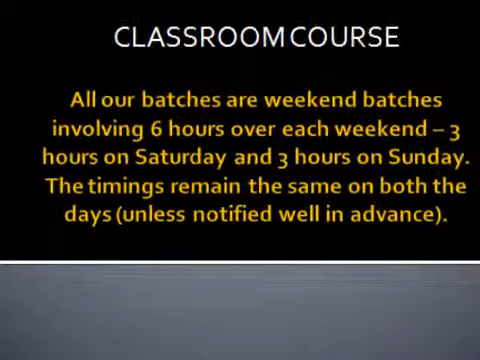 CLASSROOM COURSE
All our batches are weekend batches
involving 6 hours over each weekend – 3
hours on Saturday and 3 hours on Sunday.
The timings remain the same on both the
days (unless notified well in advance).